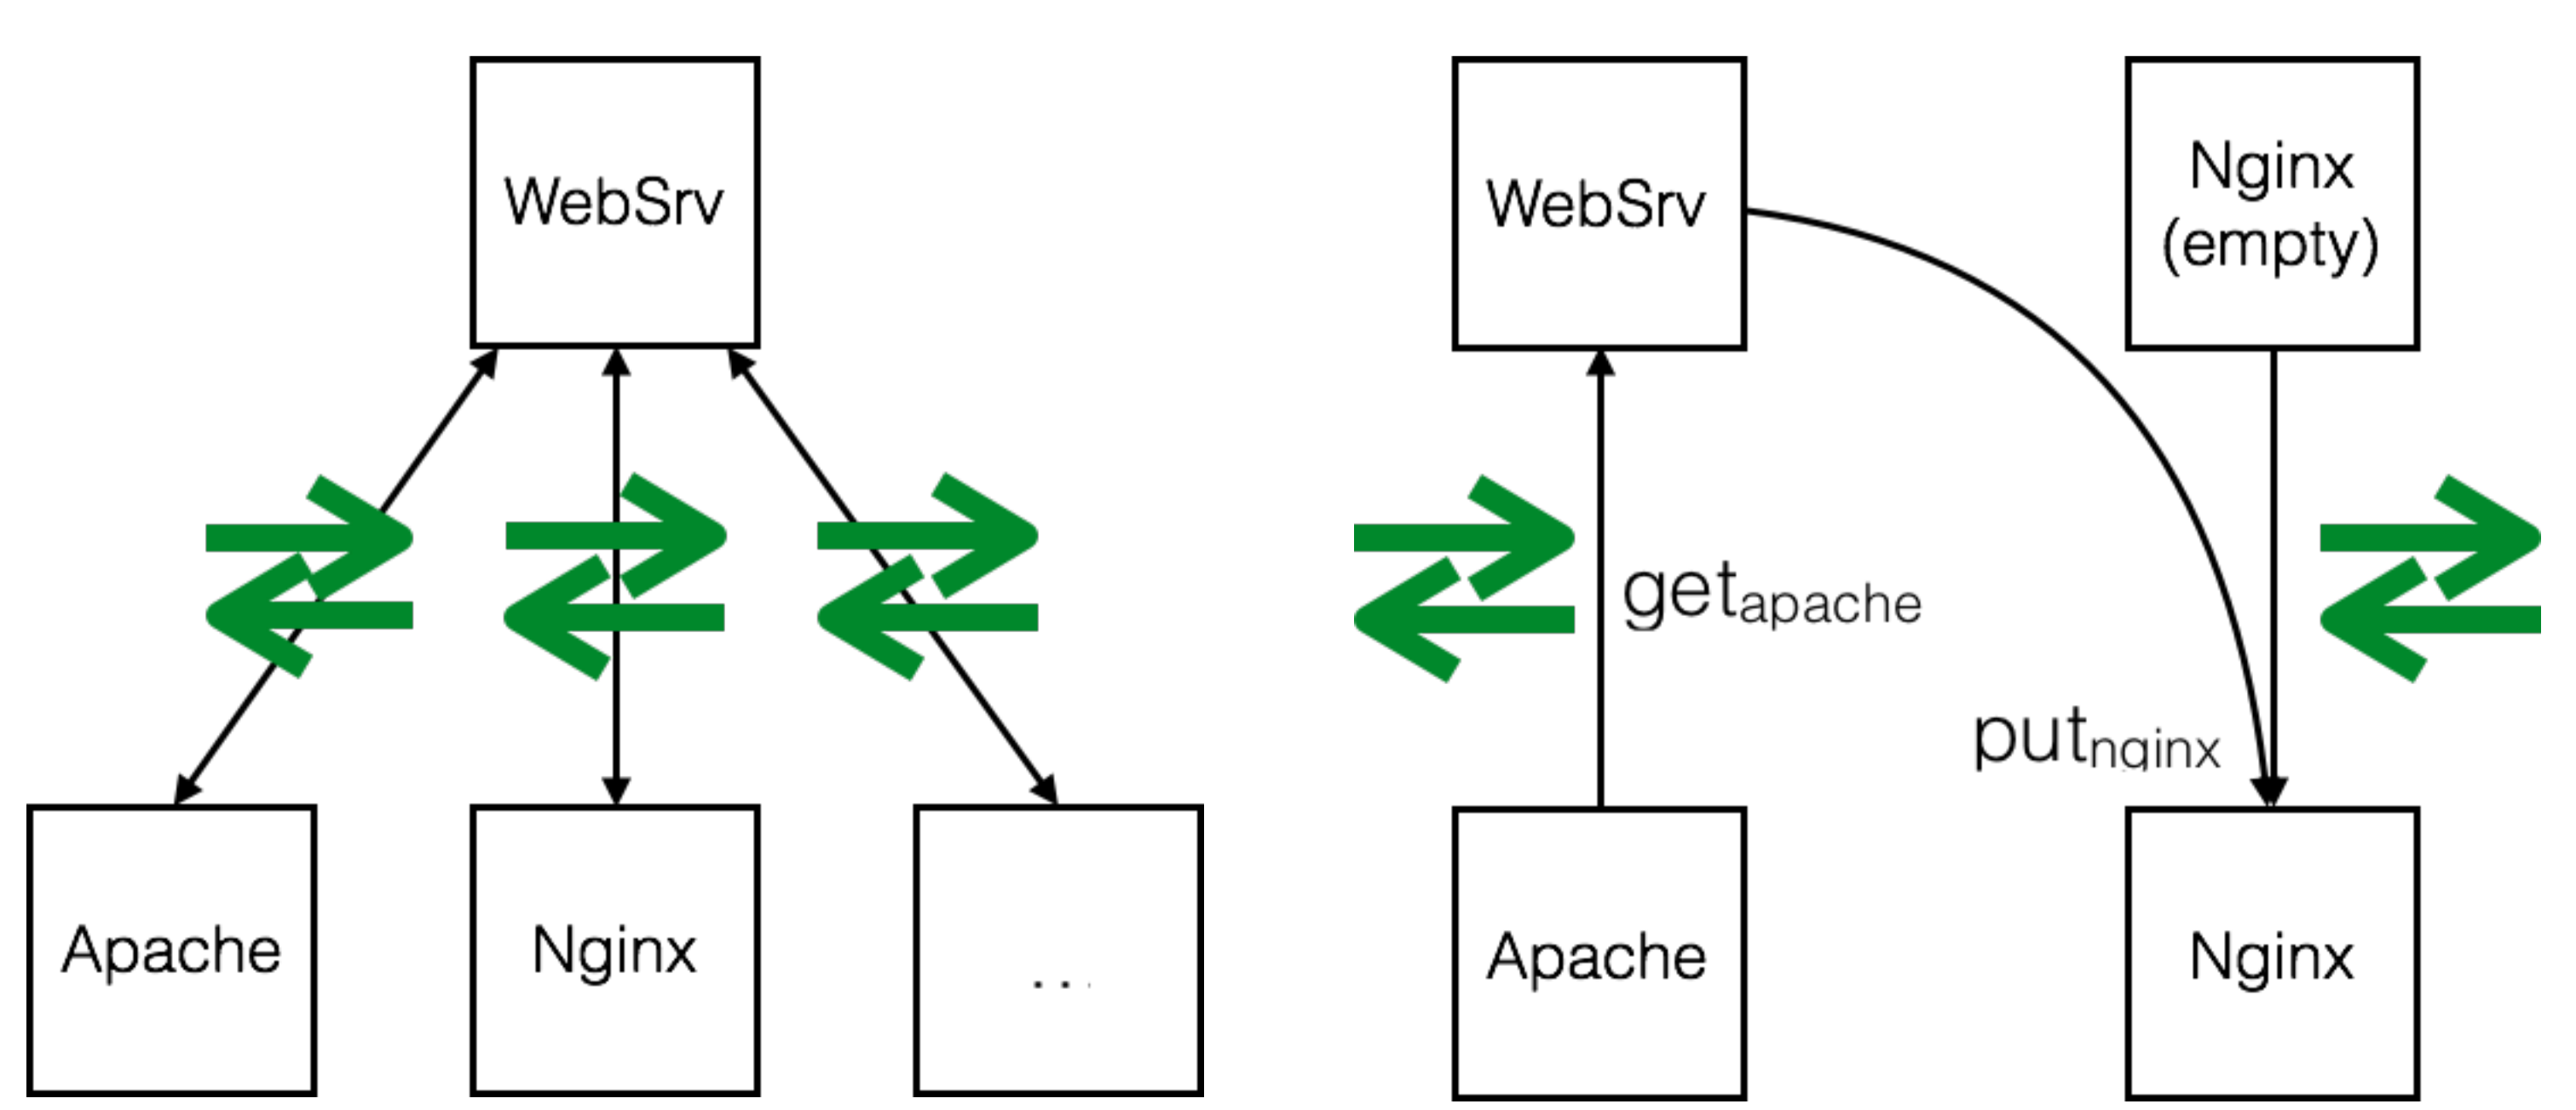 WebSrv
Apache
Nginx
...
WebSrv
Nginx
(empty)
getapache
putnginx
Apache
Nginx